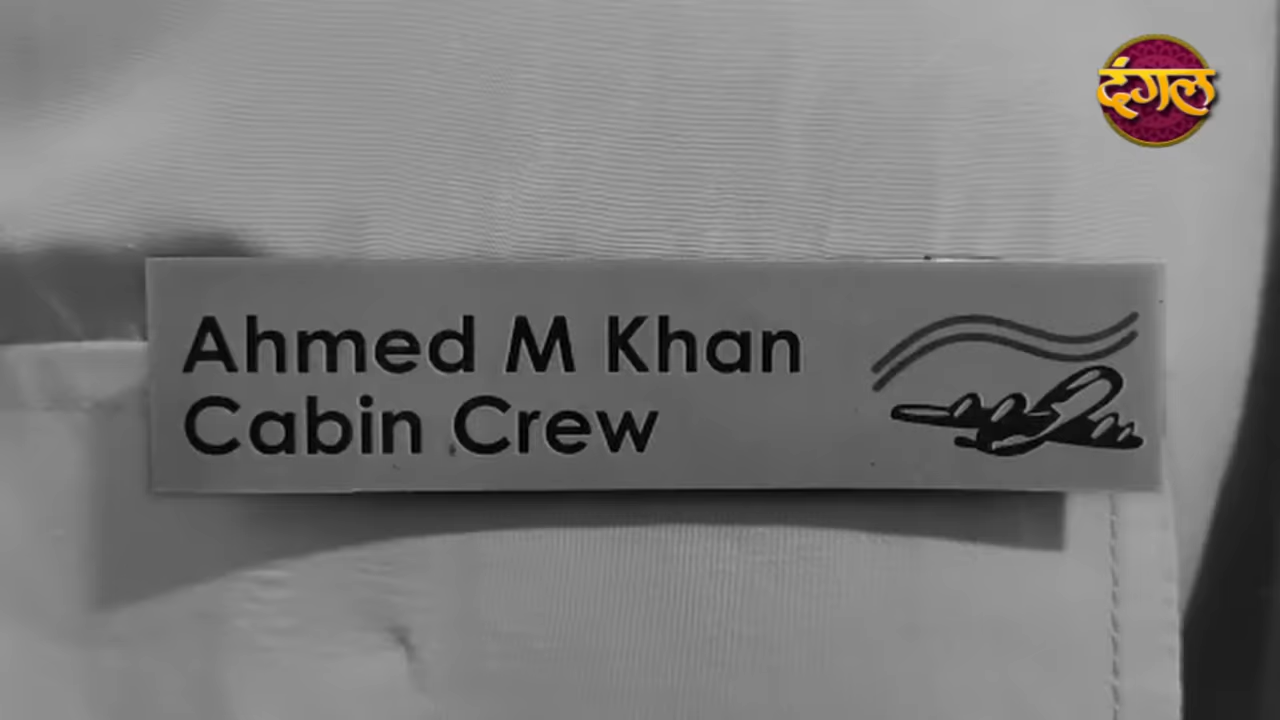 दंगल
Ahmed M Khan
Cabin Crew